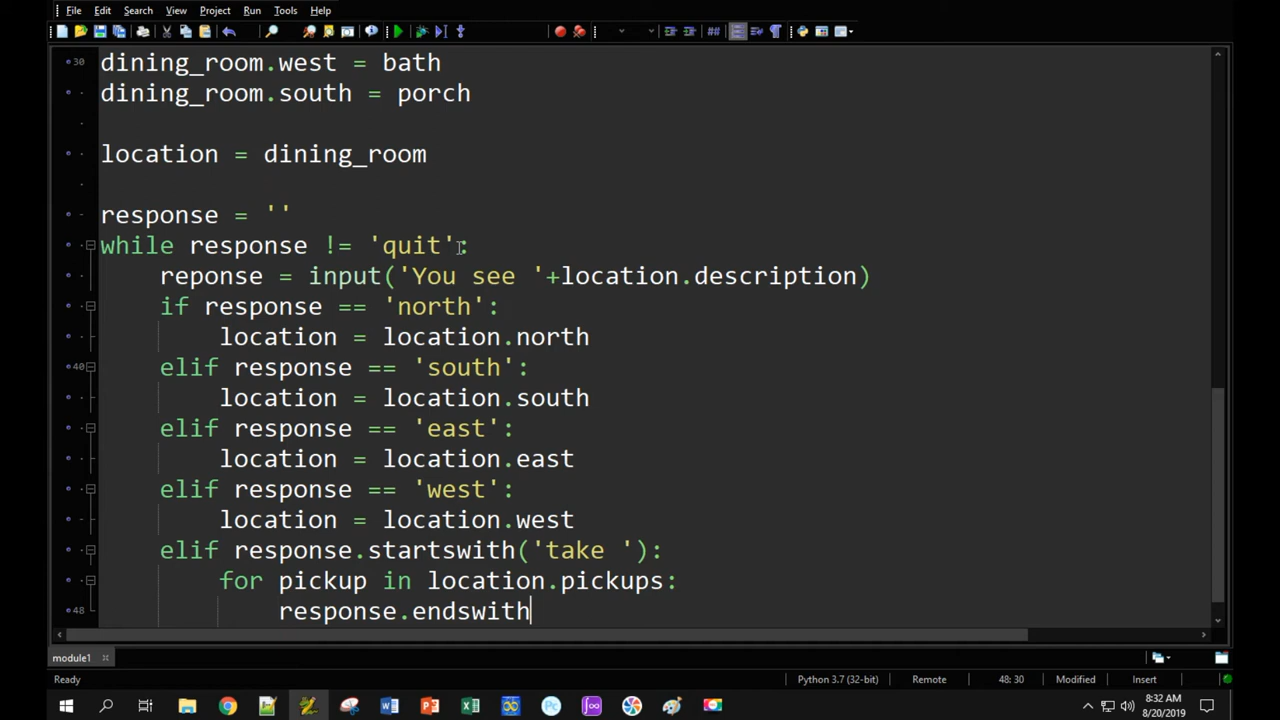 File Edit Search View Project Run Tools Help
30 dining_room.west = bath
dining_room.south = porch
location = dining_room
response = ''
while response != 'quit':
reponse = input('You see '+location.description)
if response == 'north':
location = location.north
40 elif response == 'south':
location = location.south
elif response == 'east':
location = location.east
elif response == 'west':
location = location.west
elif response.startswith('take '):
for pickup in location.pickups:
48 response.endswith
module1
Ready Python 3.7 (32-bit) Remote 48: 30 Modified Insert
8:32 AM
8/20/2019